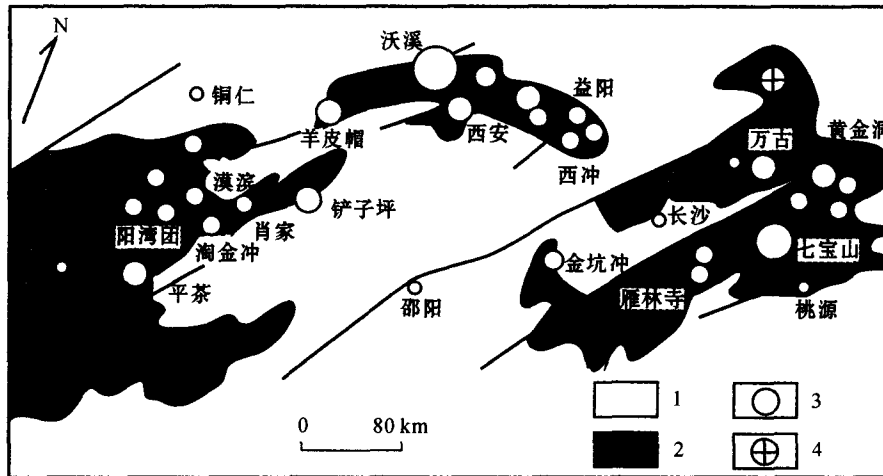 N
沃溪
铜仁
益阳
羊皮帽
西安
万古
黄金洞
西冲
漠滨
铲子坪
长沙
肖家
阳湾团
淘金冲
金坑冲
七宝山
平茶
邵阳
雁林寺
桃源
0 80 km
1
3
2
4